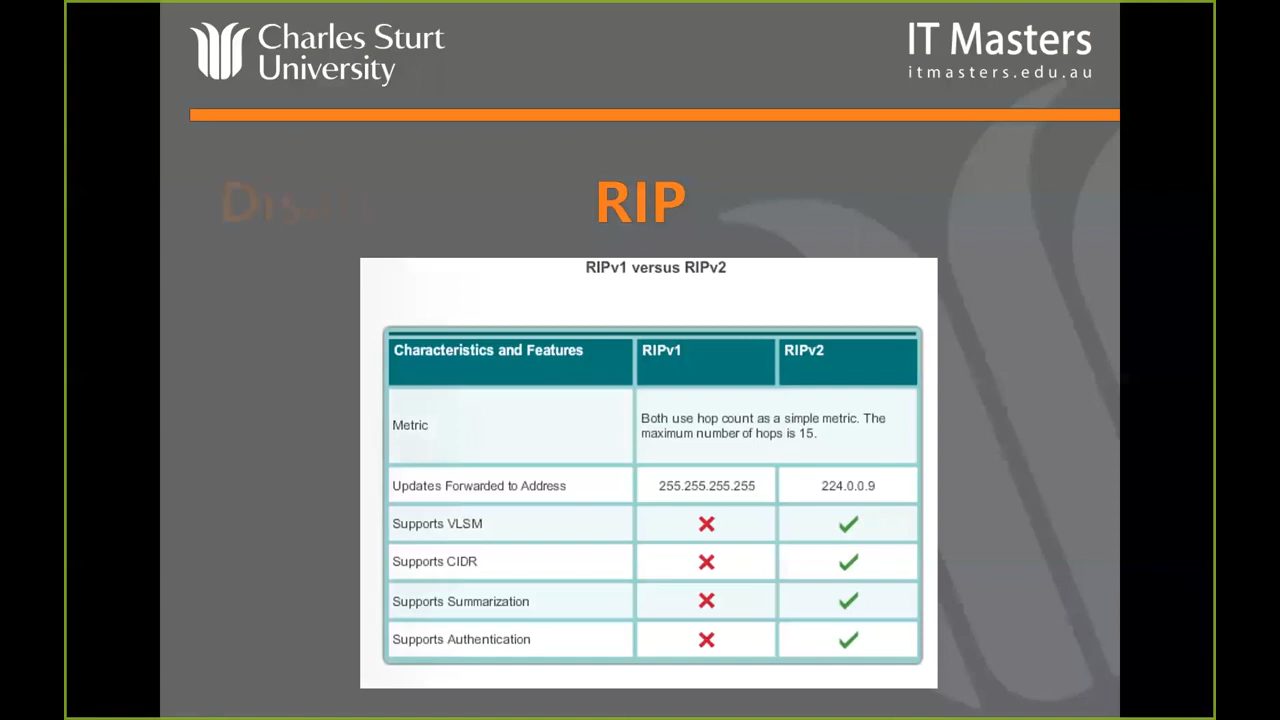 Charles Sturt
University
IT Masters
itmasters.edu.au
RIP
RIPv1 versus RIPv2
Characteristics and Features RIPv1 RIPv2
Metric Both use hop count as a simple metric. The
maximum number of hops is 15.
Updates Forwarded to Address 255.255.255.255 224.0.0.9
Supports VLSM
Supports CIDR
Supports Summarization
Supports Authentication